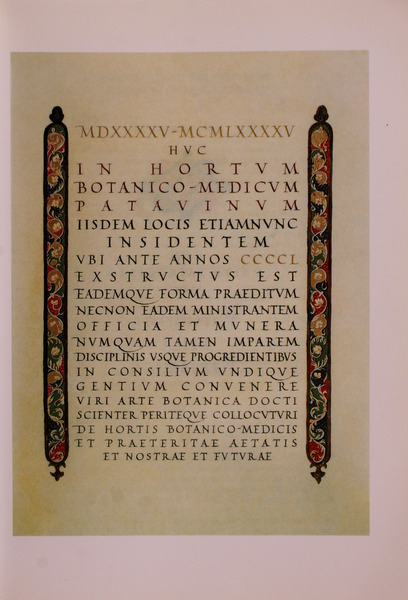 MDXXXXV-MCMLXXXXV
HVC
IN HORTVM
BOTANICO-MEDICVM
PATAVINVM
IISDEM LOCIS ETIAMNVNC
INSIDENTEM
VBI ANTE ANNOS CCCCL
EXSTRVCTVS EST
EADEMQVE FORMA PRAEDITVM
NECNON EADEM MINISTRANTEM
OFFICIA ET MVNERA
NVMQVAM TAMEN IMPAREM
DISCIPLINIS VSQVE PROGREDIENTIBVS
IN CONSILIVM VNDIQVE
GENTIVM CONVENERE
VIRI ARTE BOTANICA DOCTI
SCIENTER PERITEQVE COLLOCVTVRI
DE HORTIS BOTANICO-MEDICIS
ET PRAETERITAE AETATIS
ET NOSTRAE ET FVTVRAE